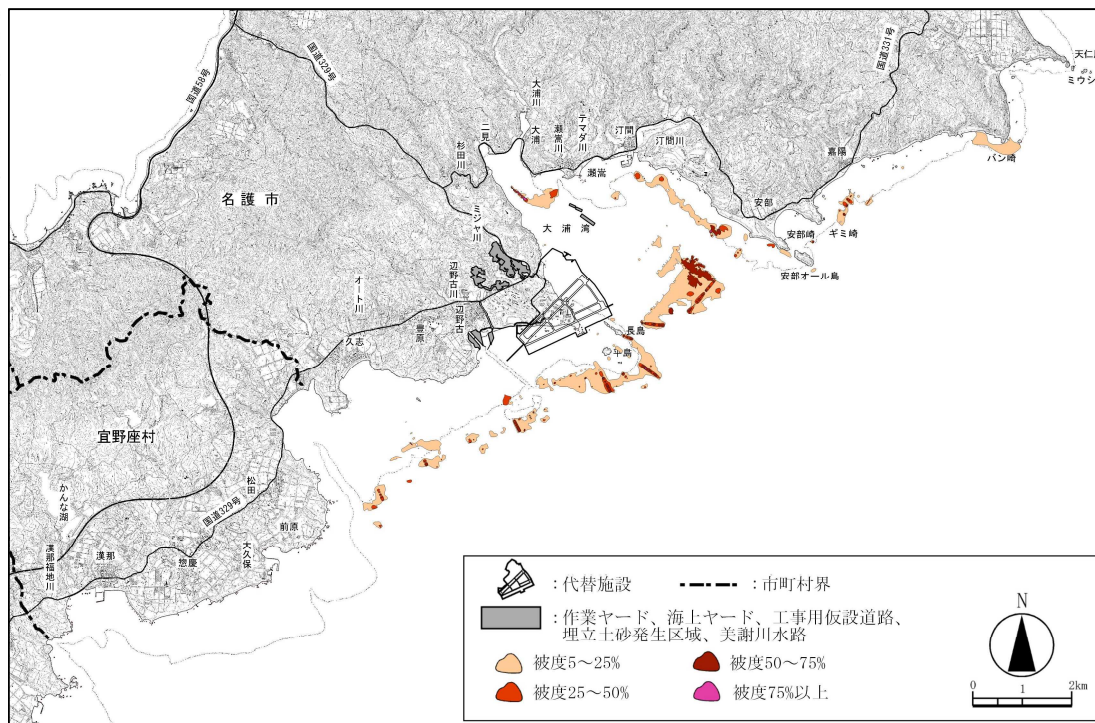 国道58号
国道329号
国道331号
天仁屋
ミウシ
バン崎
嘉陽
ギミ崎
安部
安部崎
安部オール島
汀間
汀間川
テマダ川
瀬嵩川
瀬嵩
大浦川
大浦
二見
杉田川
大浦湾
ミジャ川
名護市
辺野古川
辺野古
豊原
オート川
久志
長島
平島
宜野座村
かんな湖
松田
国道329号
前原
大久保
惣慶
漢那
漢那福地川
:代替施設
:市町村界
:作業ヤード、海上ヤード、工事用仮設道路、
埋立土砂発生区域、美謝川水路
被度5~25%
被度50~75%
被度25~50%
被度75%以上
N
0 1 2km